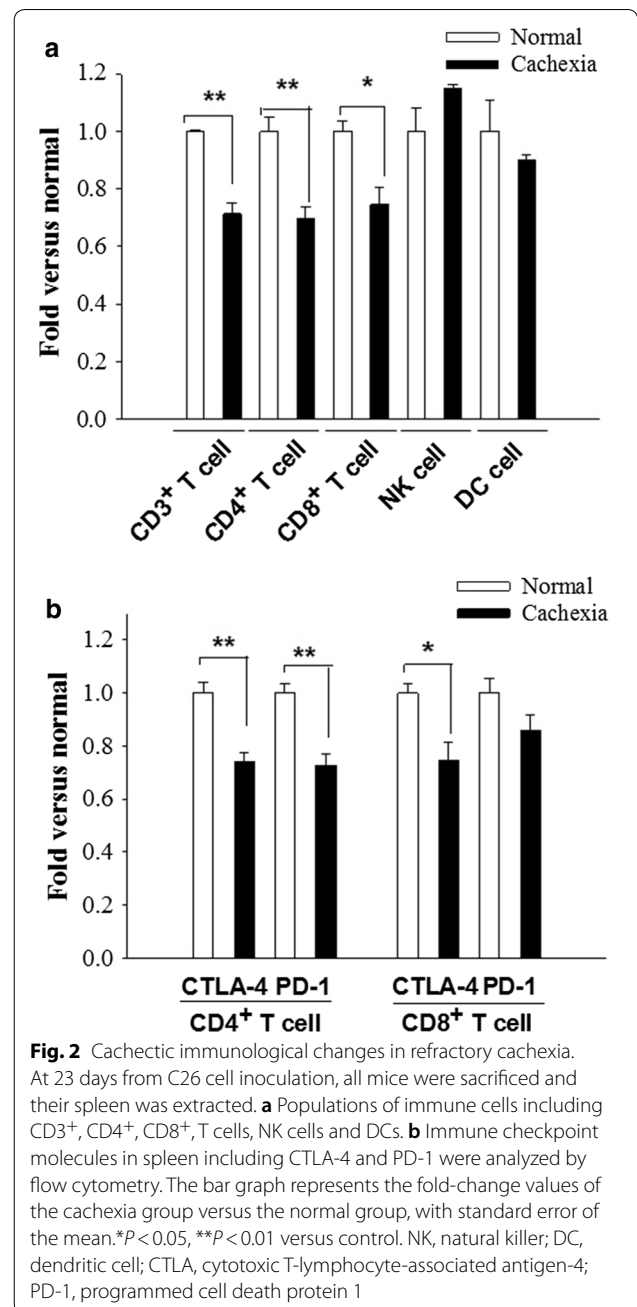 a
Normal
Cachexia
Fold versus normal
1.2
1.0
0.8
0.6
0.4
0.2
0.0
**
**
*
CD3⁺ T cell
CD4⁺ T cell
CD8⁺ T cell
NK cell
DC cell
b
Normal
Cachexia
Fold versus normal
1.2
1.0
0.8
0.6
0.4
0.2
0.0
**
**
*
CTLA-4 PD-1
CTLA-4 PD-1
CD4⁺ T cell
CD8⁺ T cell
Fig. 2 Cachectic immunological changes in refractory cachexia.
At 23 days from C26 cell inoculation, all mice were sacrificed and
their spleen was extracted. a Populations of immune cells including
CD3⁺, CD4⁺, CD8⁺, T cells, NK cells and DCs. b Immune checkpoint
molecules in spleen including CTLA-4 and PD-1 were analyzed by
flow cytometry. The bar graph represents the fold-change values of
the cachexia group versus the normal group, with standard error of
the mean.*P < 0.05, **P < 0.01 versus control. NK, natural killer; DC,
dendritic cell; CTLA, cytotoxic T-lymphocyte-associated antigen-4;
PD-1, programmed cell death protein 1